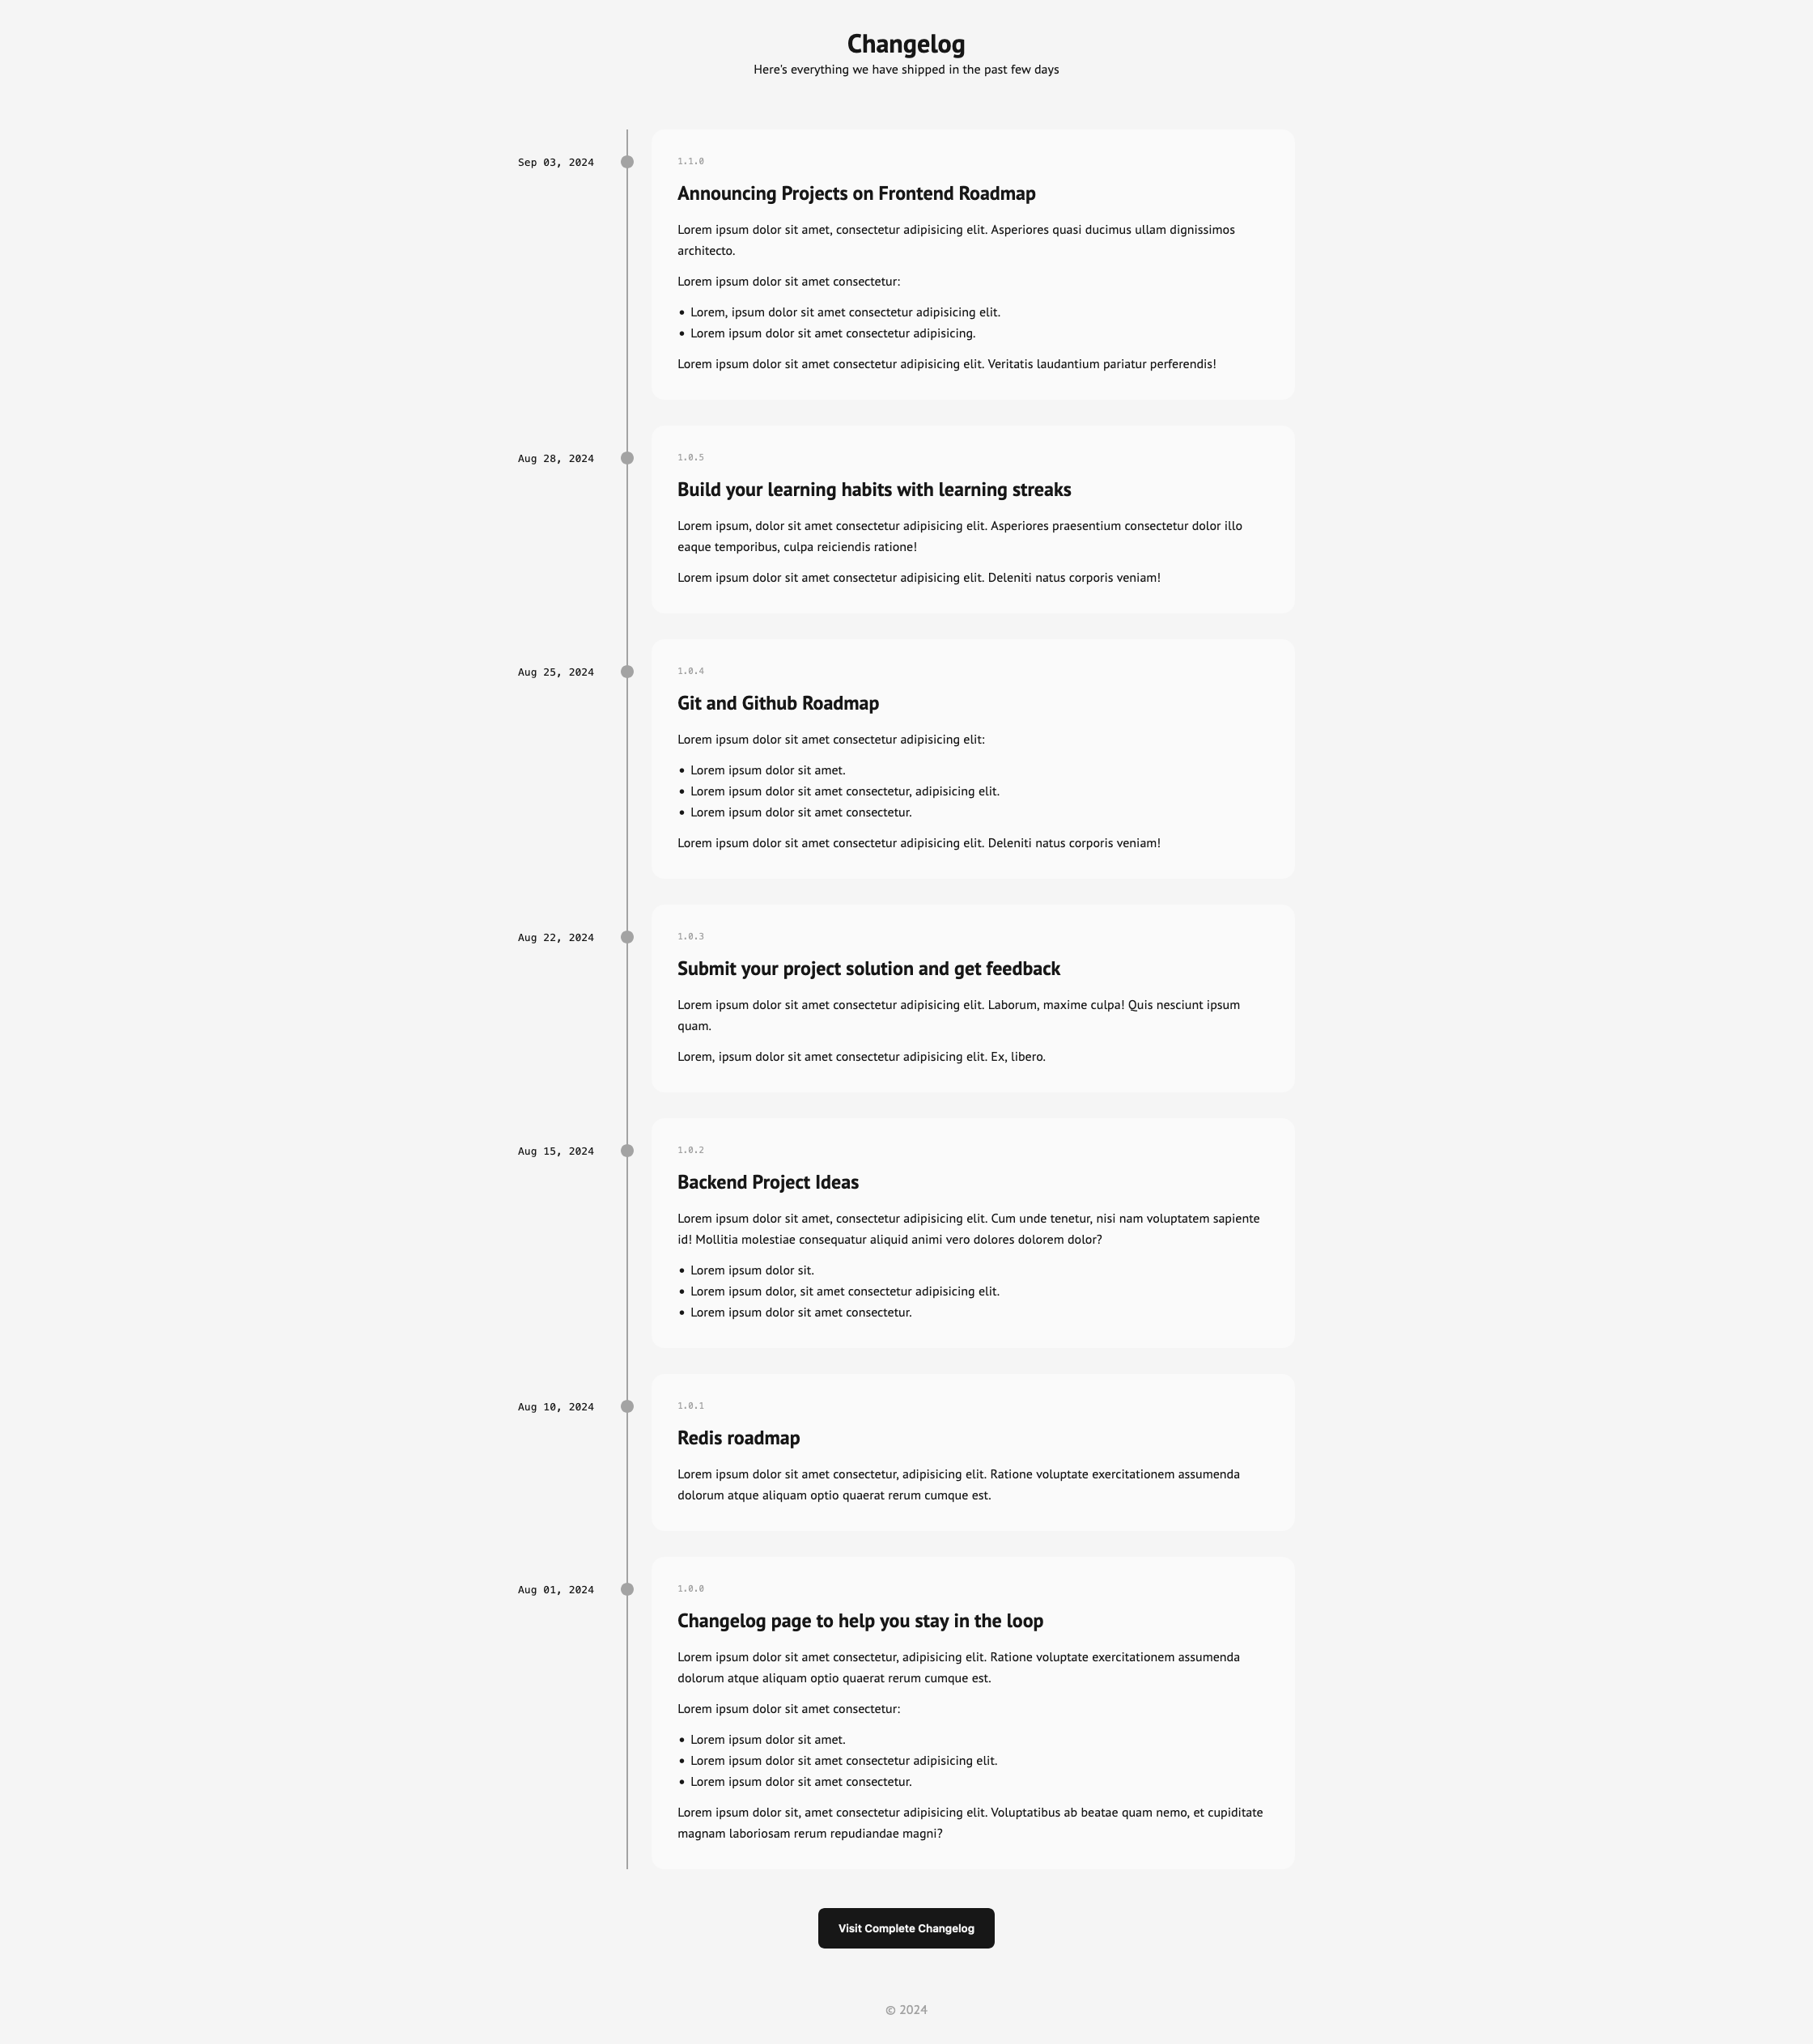 Changelog
Here's everything we have shipped in the past few days
Sep 03, 2024
1.1.0
Announcing Projects on Frontend Roadmap
Lorem ipsum dolor sit amet, consectetur adipisicing elit. Asperiores quasi ducimus ullam dignissimos
architecto.
Lorem ipsum dolor sit amet consectetur:
• Lorem, ipsum dolor sit amet consectetur adipisicing elit.
• Lorem ipsum dolor sit amet consectetur adipisicing.
Lorem ipsum dolor sit amet consectetur adipisicing elit. Veritatis laudantium pariatur perferendis!
Aug 28, 2024
1.0.5
Build your learning habits with learning streaks
Lorem ipsum, dolor sit amet consectetur adipisicing elit. Asperiores praesentium consectetur dolor illo
eaque temporibus, culpa reiciendis ratione!
Lorem ipsum dolor sit amet consectetur adipisicing elit. Deleniti natus corporis veniam!
Aug 25, 2024
1.0.4
Git and Github Roadmap
Lorem ipsum dolor sit amet consectetur adipisicing elit:
• Lorem ipsum dolor sit amet.
• Lorem ipsum dolor sit amet consectetur, adipisicing elit.
• Lorem ipsum dolor sit amet consectetur.
Lorem ipsum dolor sit amet consectetur adipisicing elit. Deleniti natus corporis veniam!
Aug 22, 2024
1.0.3
Submit your project solution and get feedback
Lorem ipsum dolor sit amet consectetur adipisicing elit. Laborum, maxime culpa! Quis nesciunt ipsum
quam.
Lorem, ipsum dolor sit amet consectetur adipisicing elit. Ex, libero.
Aug 15, 2024
1.0.2
Backend Project Ideas
Lorem ipsum dolor sit amet, consectetur adipisicing elit. Cum unde tenetur, nisi nam voluptatem sapiente
id! Mollitia molestiae consequatur aliquid animi vero dolores dolorem dolor?
• Lorem ipsum dolor sit.
• Lorem ipsum dolor, sit amet consectetur adipisicing elit.
• Lorem ipsum dolor sit amet consectetur.
Aug 10, 2024
1.0.1
Redis roadmap
Lorem ipsum dolor sit amet consectetur, adipisicing elit. Ratione voluptate exercitationem assumenda
dolorum atque aliquam optio quaerat rerum cumque est.
Aug 01, 2024
1.0.0
Changelog page to help you stay in the loop
Lorem ipsum dolor sit amet consectetur, adipisicing elit. Ratione voluptate exercitationem assumenda
dolorum atque aliquam optio quaerat rerum cumque est.
Lorem ipsum dolor sit amet consectetur:
• Lorem ipsum dolor sit amet.
• Lorem ipsum dolor sit amet consectetur adipisicing elit.
• Lorem ipsum dolor sit amet consectetur.
Lorem ipsum dolor sit, amet consectetur adipisicing elit. Voluptatibus ab beatae quam nemo, et cupiditate
magnam laboriosam rerum repudiandae magni?
Visit Complete Changelog
© 2024